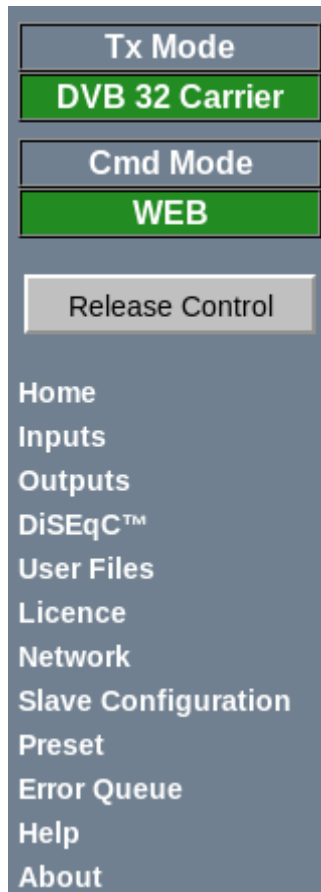 Tx Mode
DVB 32 Carrier
Cmd Mode
WEB
Release Control
Home
Inputs
Outputs
DiSEqC™
User Files
Licence
Network
Slave Configuration
Preset
Error Queue
Help
About